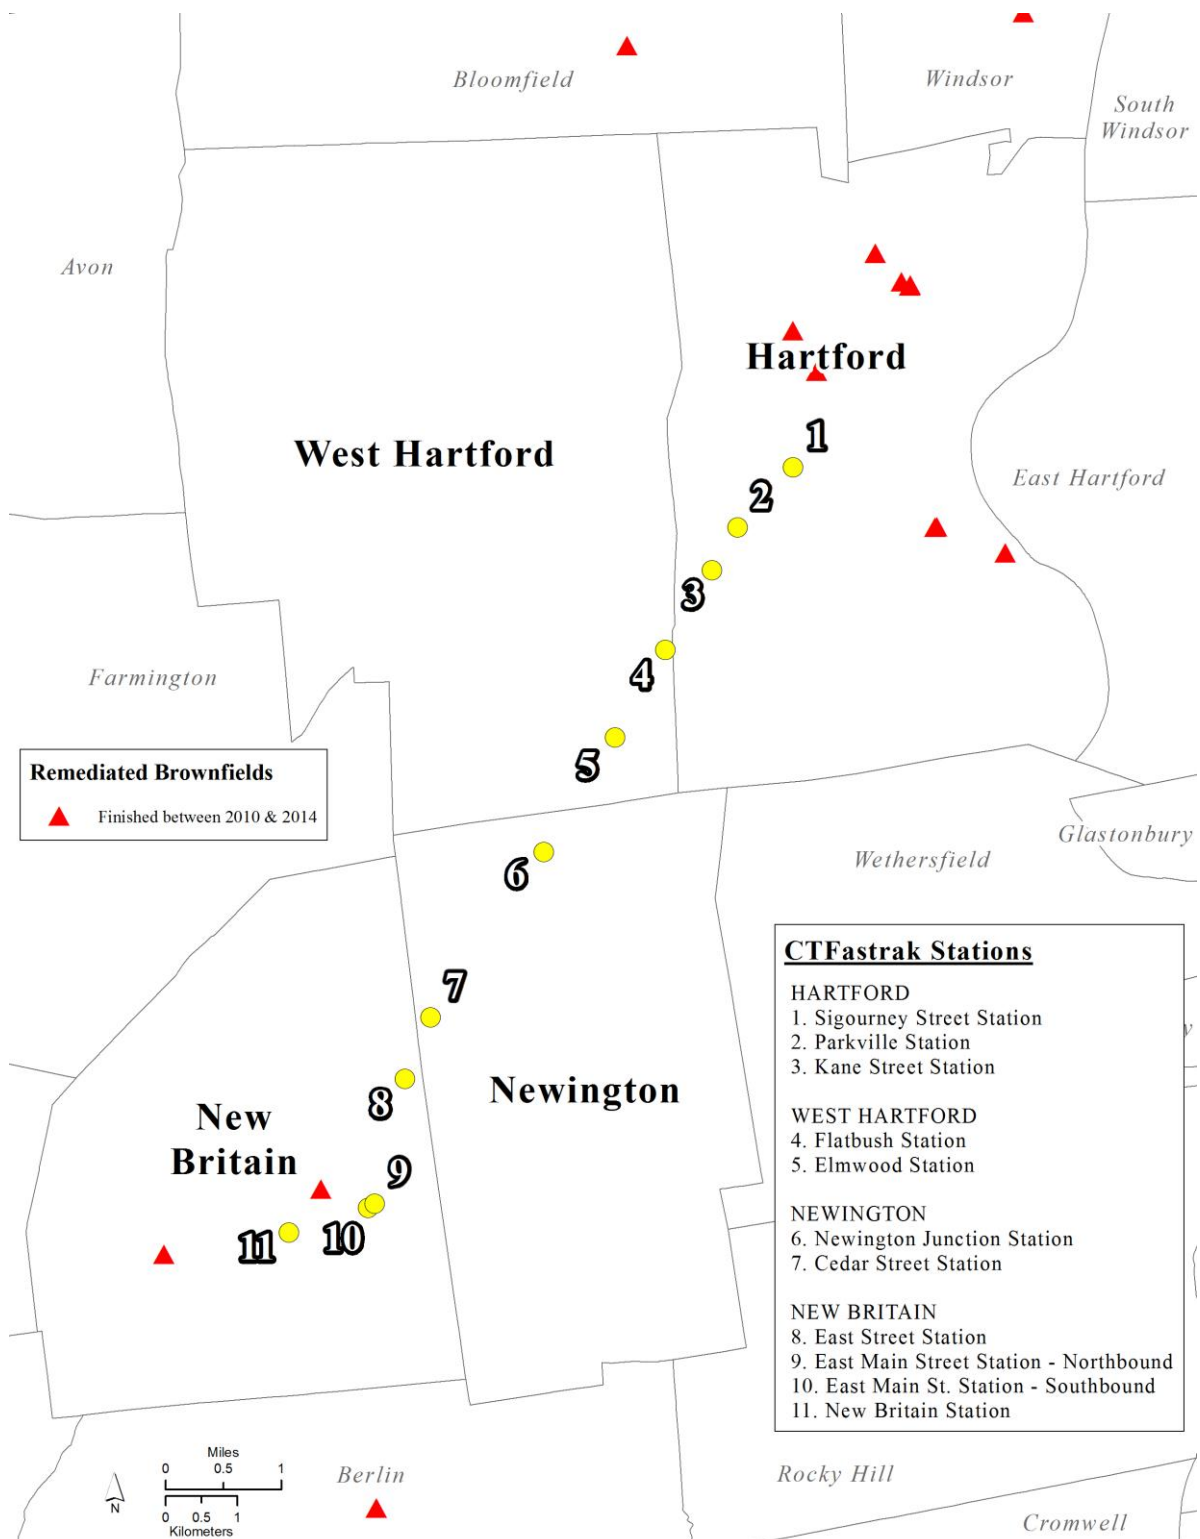 Bloomfield
Windsor
South
Windsor
Avon
Hartford
1
West Hartford
2
East Hartford
3
4
Farmington
5
Remediated Brownfields
Finished between 2010 & 2014
Glastonbury
Wethersfield
6
7
8
Newington
New
Britain
9
10
11
CTFastrak Stations
HARTFORD
1. Sigourney Street Station
2. Parkville Station
3. Kane Street Station
WEST HARTFORD
4. Flatbush Station
5. Elmwood Station
NEWINGTON
6. Newington Junction Station
7. Cedar Street Station
NEW BRITAIN
8. East Street Station
9. East Main Street Station - Northbound
10. East Main St. Station - Southbound
11. New Britain Station
Miles
0 0.5 1
0 0.5 1
Kilometers
N
Berlin
Rocky Hill
Cromwell